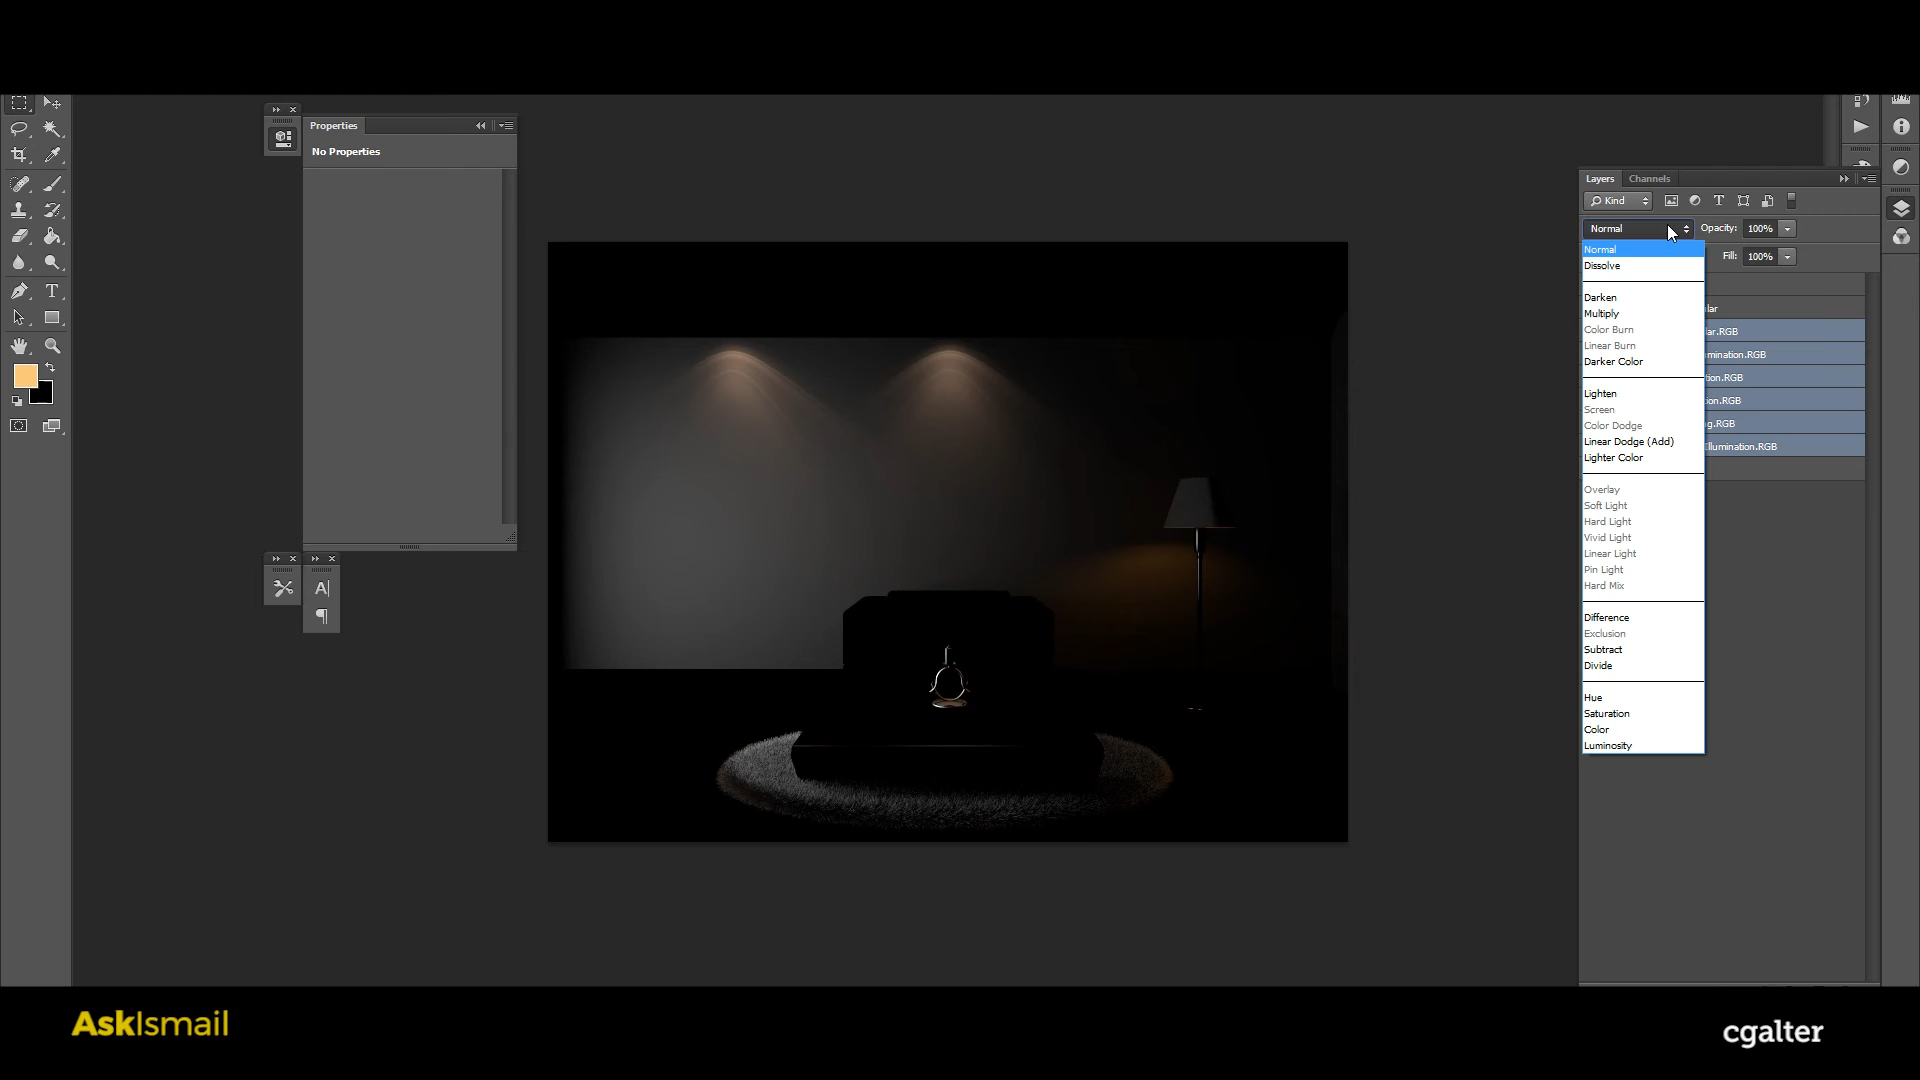 Properties
No Properties
Layers
Channels
Kind
Normal
Opacity:
100%
Normal
Fill:
100%
Dissolve
Darken
lar
Multiply
Color Burn
lar.RGB
Linear Burn
mination.RGB
Darker Color
tion.RGB
Lighten
ion.RGB
Screen
Color Dodge
g.RGB
Linear Dodge (Add)
llumination.RGB
Lighter Color
Overlay
Soft Light
Hard Light
Vivid Light
Linear Light
Pin Light
Hard Mix
Difference
Exclusion
Subtract
Divide
Hue
Saturation
Color
Luminosity
AskIsmail
cgalter